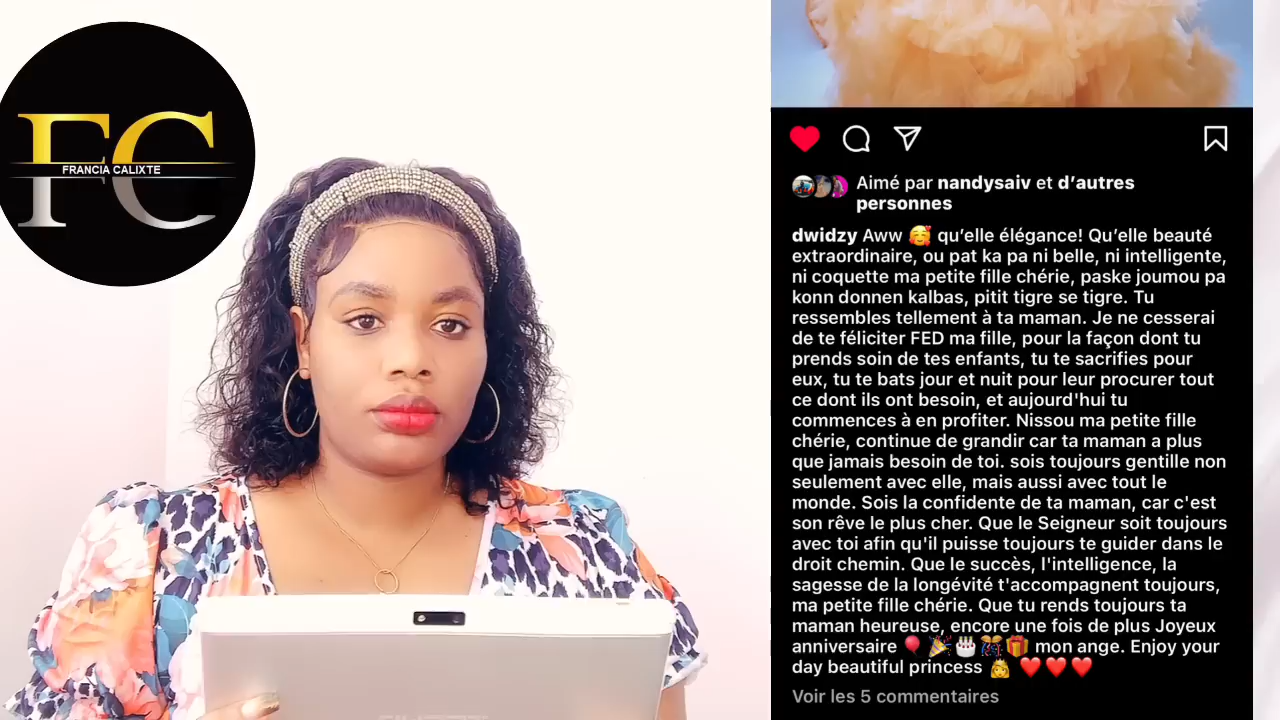 FC
FRANCIA CALIXTE
Aimé par nandysaiv et d’autres
personnes
dwidzy Aww 🥰 qu’elle élégance! Qu’elle beauté
extraordinaire, ou pat ka pa ni belle, ni intelligente,
ni coquette ma petite fille chérie, paske joumou pa
konn donnen kalbas, pitit tigre se tigre. Tu
ressembles tellement à ta maman. Je ne cesserai
de te féliciter FED ma fille, pour la façon dont tu
prends soin de tes enfants, tu te sacrifies pour
eux, tu te bats jour et nuit pour leur procurer tout
ce dont ils ont besoin, et aujourd'hui tu
commences à en profiter. Nissou ma petite fille
chérie, continue de grandir car ta maman a plus
que jamais besoin de toi. sois toujours gentille non
seulement avec elle, mais aussi avec tout le
monde. Sois la confidente de ta maman, car c'est
son rêve le plus cher. Que le Seigneur soit toujours
avec toi afin qu'il puisse toujours te guider dans le
droit chemin. Que le succès, l'intelligence, la
sagesse de la longévité t'accompagnent toujours,
ma petite fille chérie. Que tu rends toujours ta
maman heureuse, encore une fois de plus Joyeux
anniversaire 🎈🎉🎂🎊🎁 mon ange. Enjoy your
day beautiful princess 👸 ❤️❤️❤️
Voir les 5 commentaires